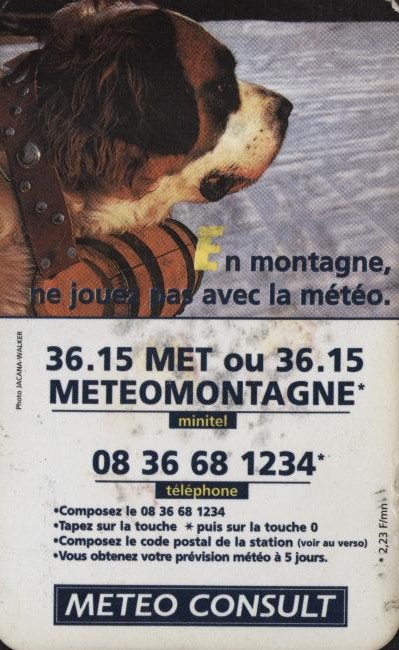 En montagne,
ne jouez pas avec la météo.
Photo JACANA-WALKER
36.15 MET ou 36.15
METEOMONTAGNE*
minitel
08 36 68 1234*
téléphone
•Composez le 08 36 68 1234
•Tapez sur la touche * puis sur la touche 0
•Composez le code postal de la station (voir au verso)
•Vous obtenez votre prévision météo à 5 jours.
* 2,23 F/mn
METEO CONSULT